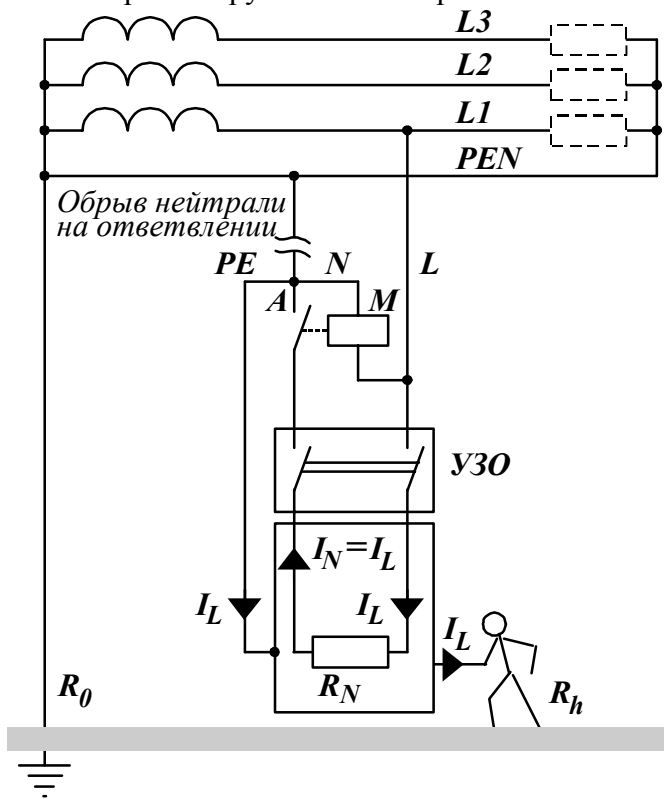 L3
L2
L1
PEN
Обрыв нейтрали
на ответвлении
PE N L
A M
УЗО
I_N=I_L
I_L I_L I_L
R_0 R_N R_h